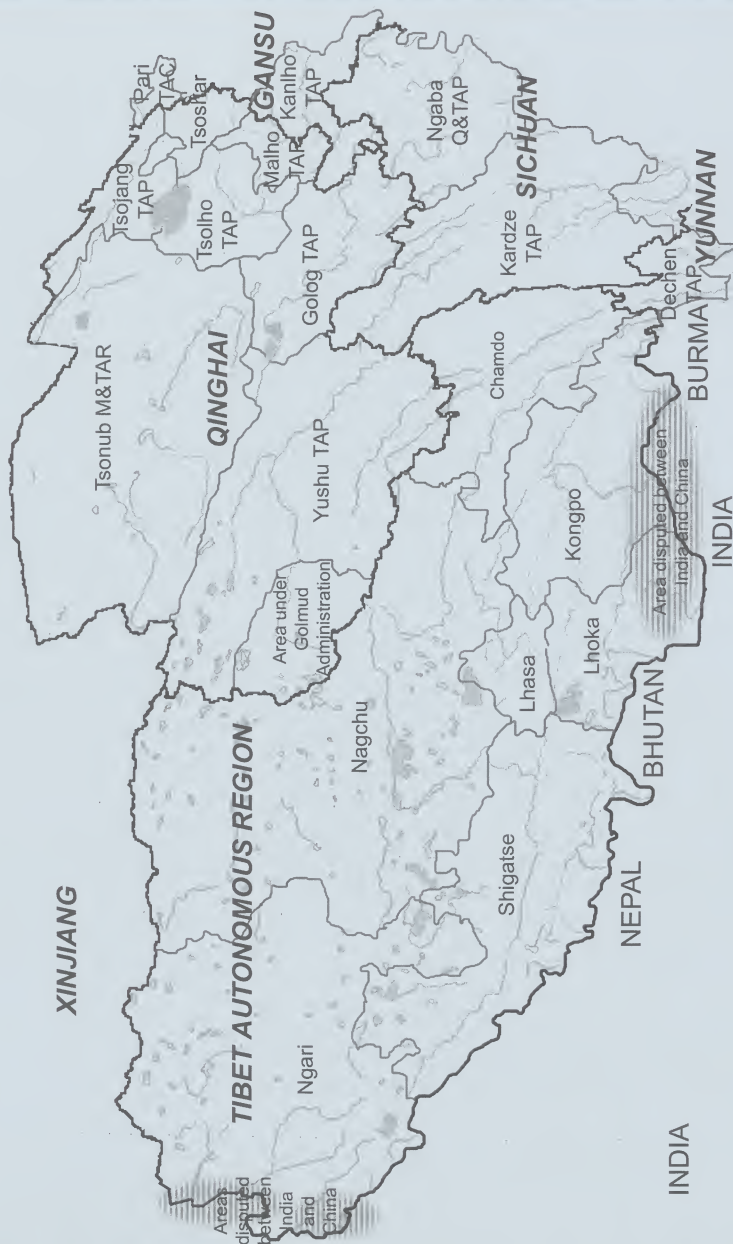 XINJIANG
TIBET AUTONOMOUS REGION
Areas
disputed
between
India
and
China
Ngari
Nagchu
Shigatse
Lhasa
Lhoka
Kongpo
Chamdo
Area under
Golmud
Administration
Yushu TAP
QINGHAI
Tsonub M&TAR
Golog TAP
Tsojang
TAP
Tsolho
TAP
Malho
TAP
Tsoshar
Pari
TAC
GANSU
Kanlho
TAP
Ngaba
Q&TAP
SICHUAN
Kardze
TAP
Dechen
TAP
YUNNAN
BURMA
Area disputed between
India and China
INDIA
BHUTAN
NEPAL
INDIA